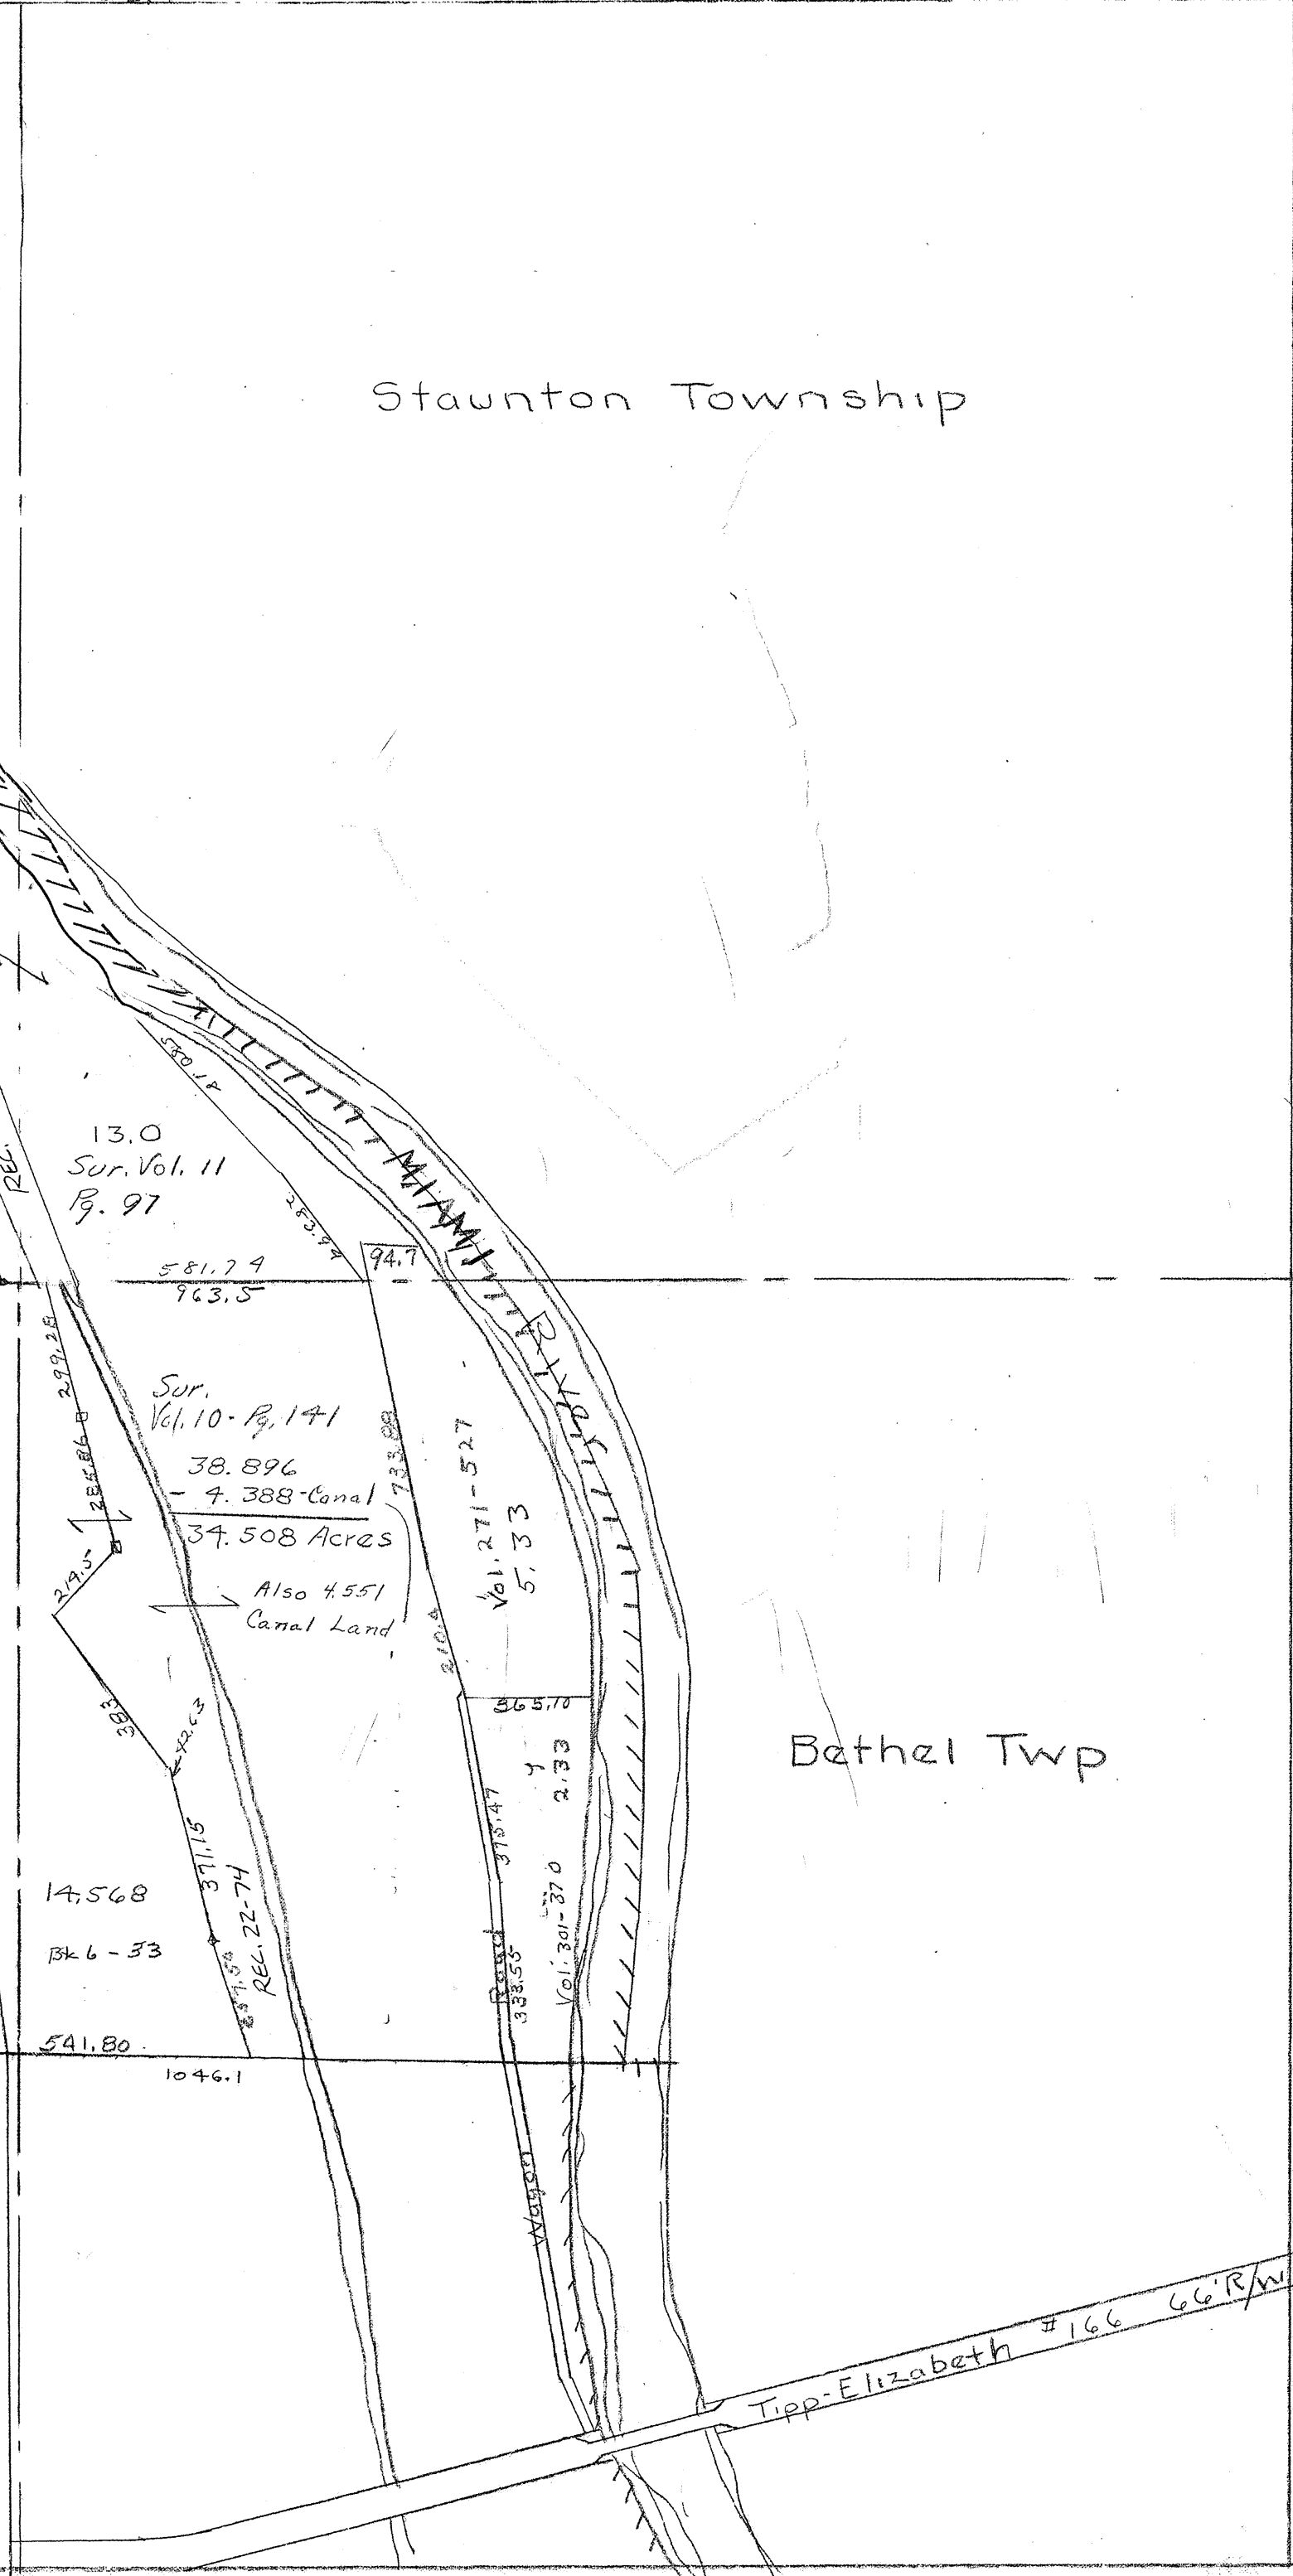 Staunton Township
580.18
13.0
Sur. Vol. 11
Pg. 97
REC.
283.92
94.7
581.74
963.5
MIAMI RIVER
299.28
Sur.
Vol. 10 - Pg. 141
38.896
- 4.388-Canal
34.508 Acres
Also 4.551
Canal Land
733.88
Vol. 271-527
5.33
285.86
214.5
210.9
383
42.63
365.10
2.33
Vol. 301-370
375.47
Road
333.55
Bethel Twp
371.15
REC. 22-74
14.568
Bk 6-33
541.80
1046.1
Wagon
Tipp-Elizabeth #166 66' R/W